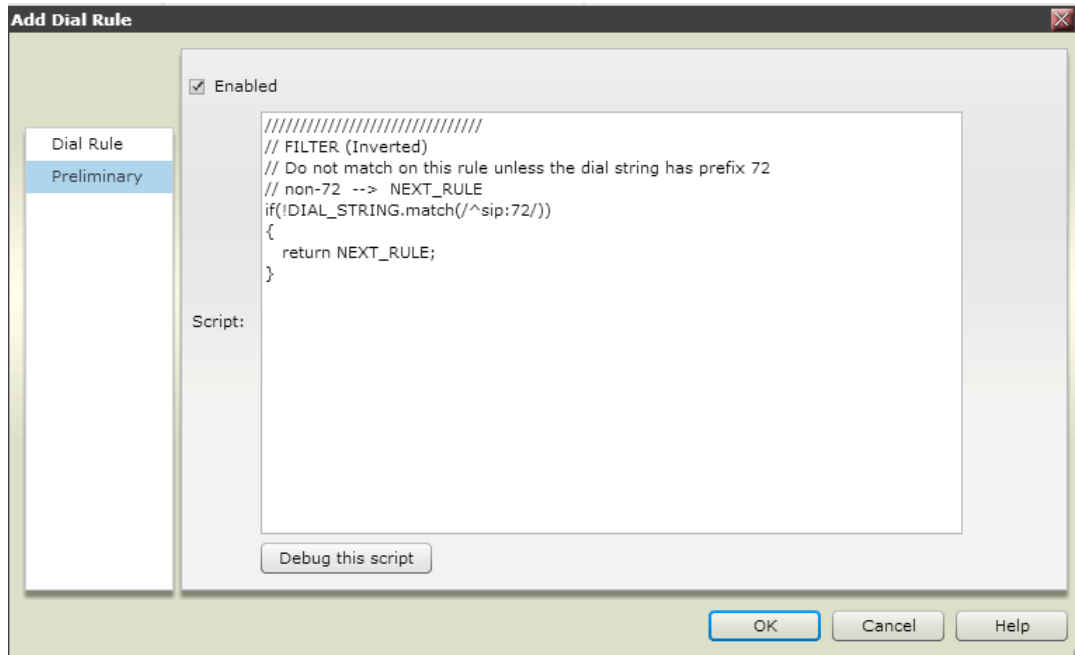 Add Dial Rule
Dial Rule
Preliminary
Enabled
Script:
///////////////////////////////
// FILTER (Inverted)
// Do not match on this rule unless the dial string has prefix 72
// non-72  --> NEXT_RULE
if(!DIAL_STRING.match(/^sip:72/))
{
  return NEXT_RULE;
}
Debug this script
OK
Cancel
Help